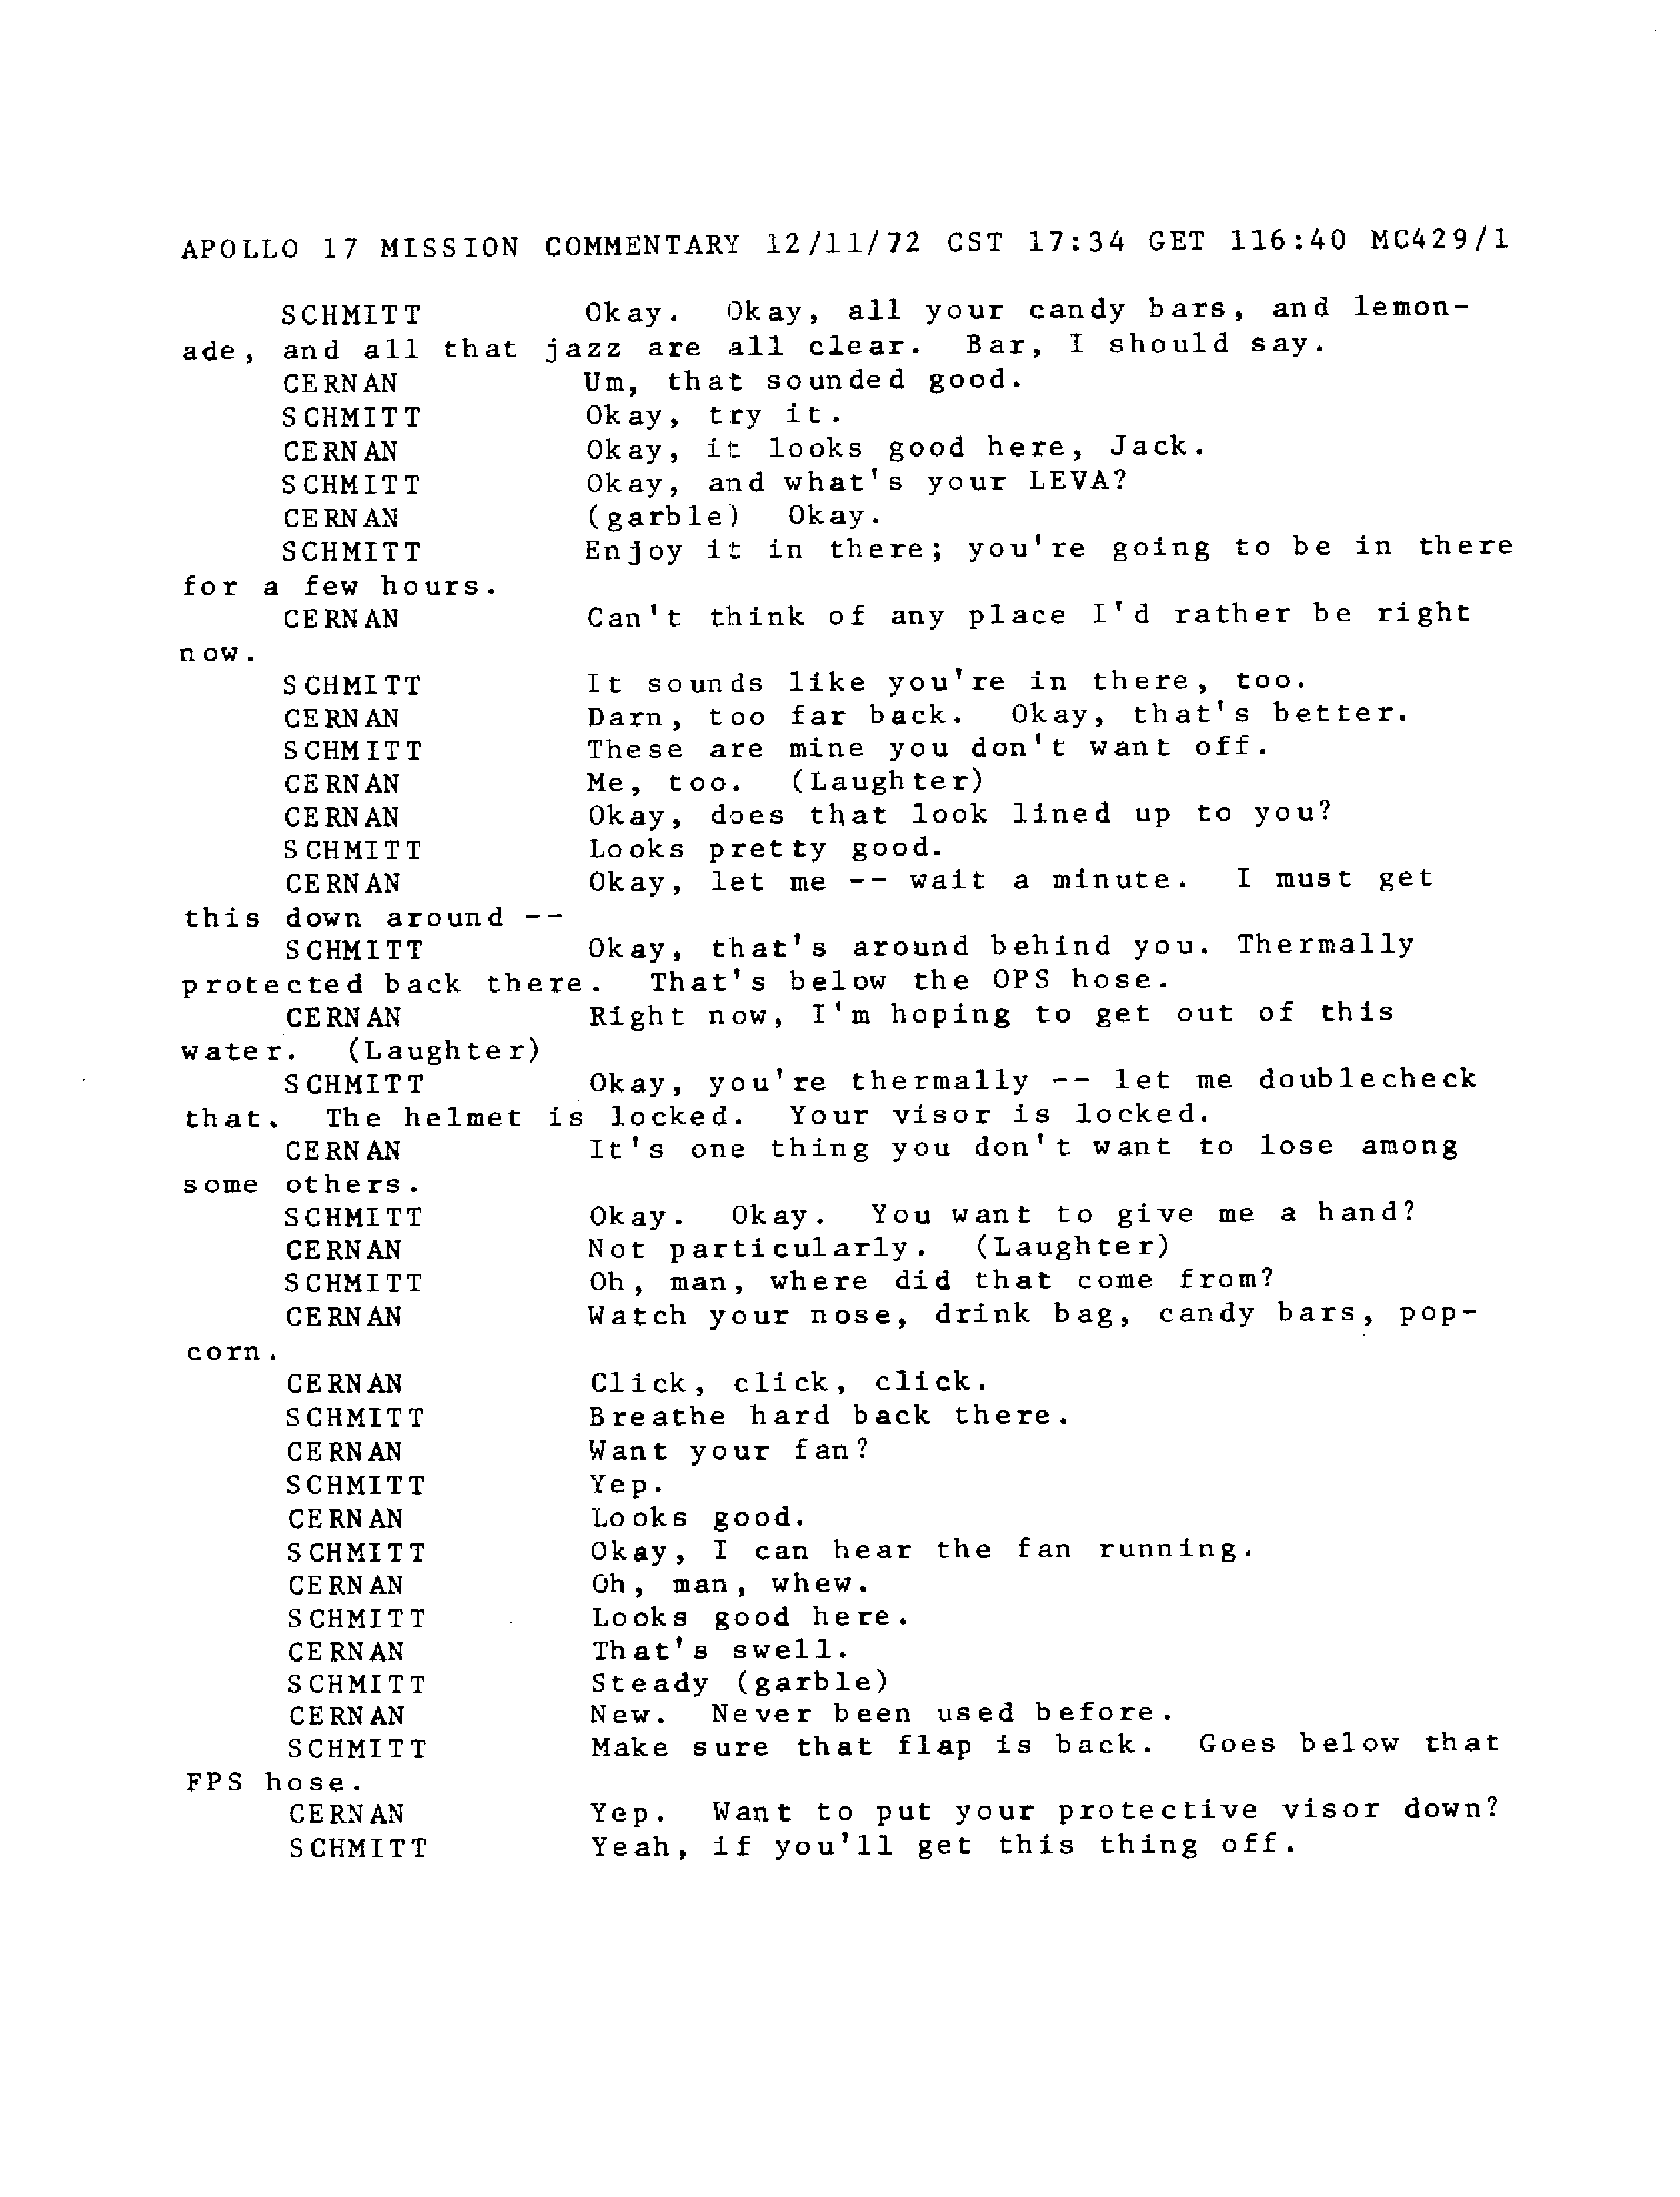 APOLLO 17 MISSION COMMENTARY 12/11/72 CST 17:34 GET 116:40 MC429/1
SCHMITT Okay. Okay, all your candy bars, and lemon-
ade, and all that jazz are all clear. Bar, I should say.
CERNAN Um, that sounded good.
SCHMITT Okay, try it.
CERNAN Okay, it looks good here, Jack.
SCHMITT Okay, and what's your LEVA?
CERNAN (garble) Okay.
SCHMITT Enjoy it in there; you're going to be in there
for a few hours.
CERNAN Can't think of any place I'd rather be right
now.
SCHMITT It sounds like you're in there, too.
CERNAN Darn, too far back. Okay, that's better.
SCHMITT These are mine you don't want off.
CERNAN Me, too. (Laughter)
CERNAN Okay, does that look lined up to you?
SCHMITT Looks pretty good.
CERNAN Okay, let me -- wait a minute. I must get
this down around --
SCHMITT Okay, that's around behind you. Thermally
protected back there. That's below the OPS hose.
CERNAN Right now, I'm hoping to get out of this
water. (Laughter)
SCHMITT Okay, you're thermally -- let me doublecheck
that. The helmet is locked. Your visor is locked.
CERNAN It's one thing you don't want to lose among
some others.
SCHMITT Okay. Okay. You want to give me a hand?
CERNAN Not particularly. (Laughter)
SCHMITT Oh, man, where did that come from?
CERNAN Watch your nose, drink bag, candy bars, pop-
corn.
CERNAN Click, click, click.
SCHMITT Breathe hard back there.
CERNAN Want your fan?
SCHMITT Yep.
CERNAN Looks good.
SCHMITT Okay, I can hear the fan running.
CERNAN Oh, man, whew.
SCHMITT Looks good here.
CERNAN That's swell.
SCHMITT Steady (garble)
CERNAN New. Never been used before.
SCHMITT Make sure that flap is back. Goes below that
FPS hose.
CERNAN Yep. Want to put your protective visor down?
SCHMITT Yeah, if you'll get this thing off.